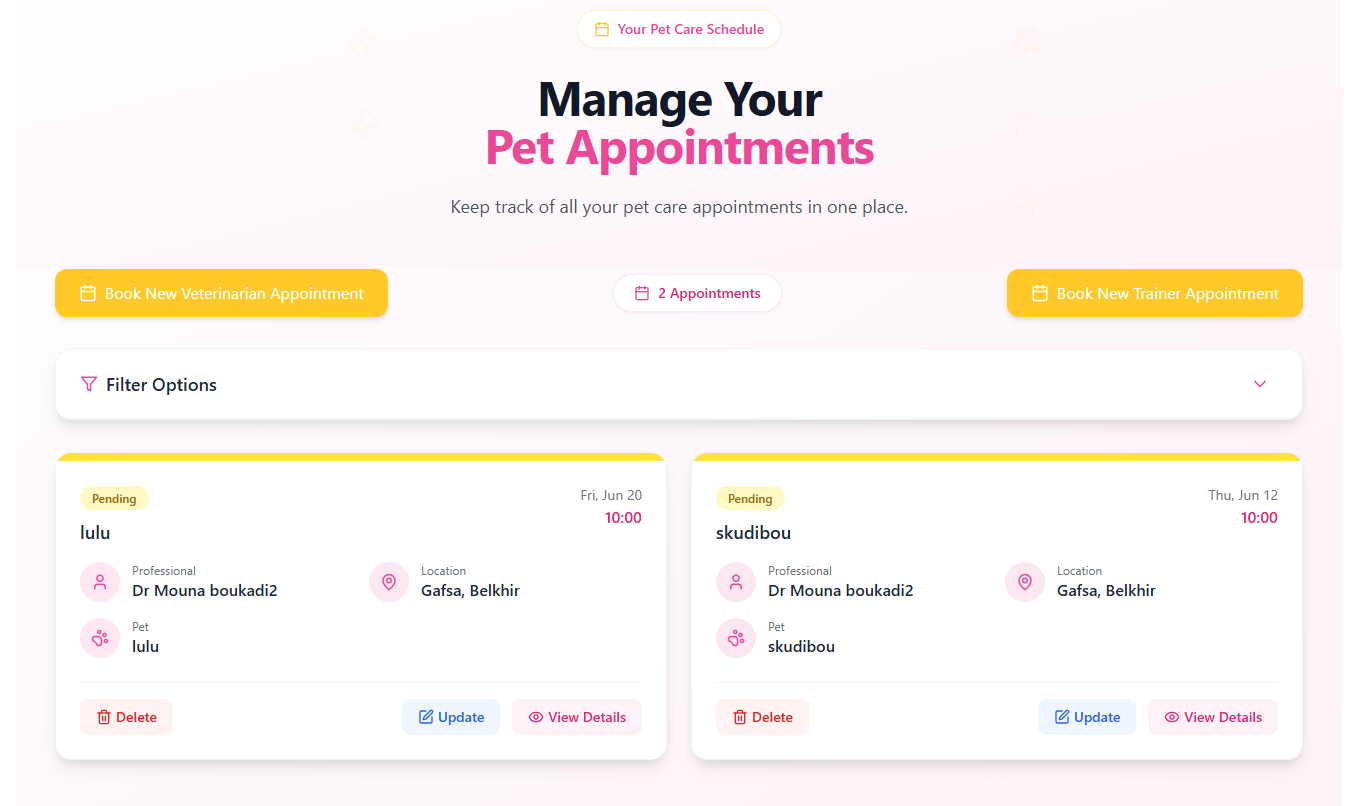 Your Pet Care Schedule
Manage Your
Pet Appointments
Keep track of all your pet care appointments in one place.
Book New Veterinarian Appointment
2 Appointments
Book New Trainer Appointment
Filter Options
Pending
Fri, Jun 20
10:00
lulu
Professional
Dr Mouna boukadi2
Location
Gafsa, Belkhir
Pet
lulu
Delete
Update
View Details
Pending
Thu, Jun 12
10:00
skudibou
Professional
Dr Mouna boukadi2
Location
Gafsa, Belkhir
Pet
skudibou
Delete
Update
View Details